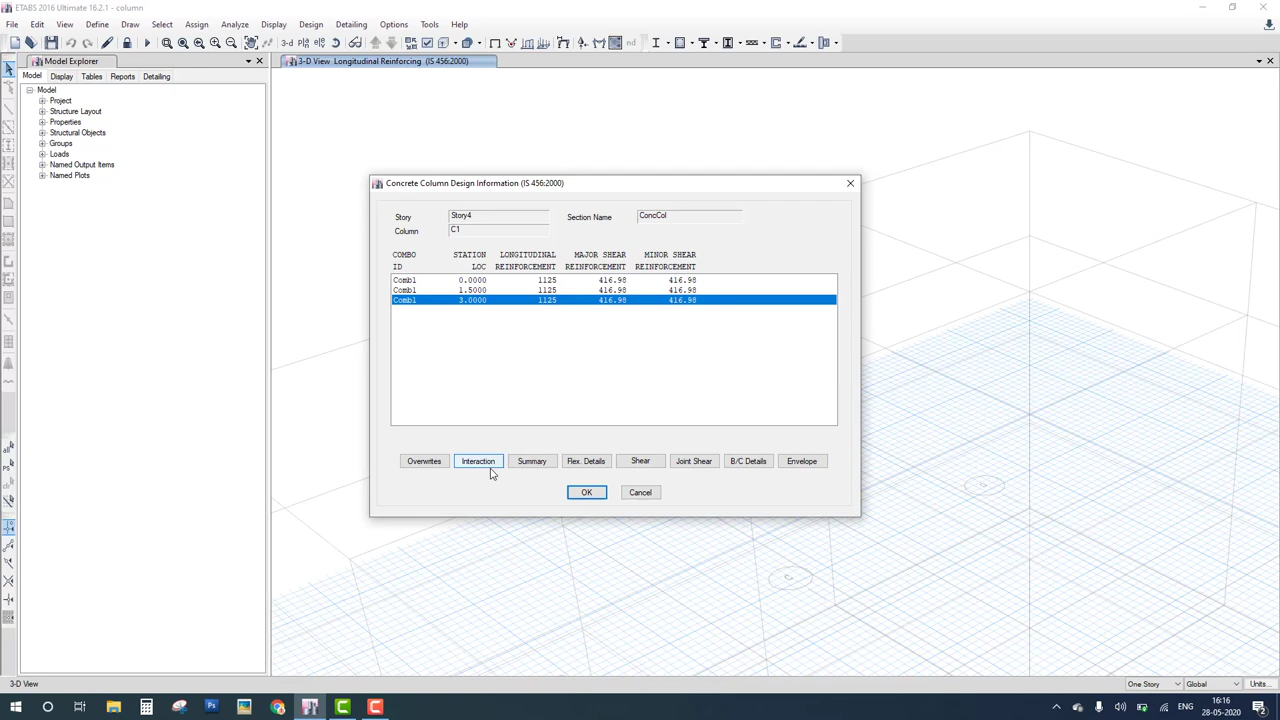 ETABS 2016 Ultimate 16.2.1 - column
File Edit View Define Draw Select Assign Analyze Display Design Detailing Options Tools Help
3-d
nd
Model Explorer
3-D View Longitudinal Reinforcing (IS 456:2000)
Model Display Tables Reports Detailing
Model
Project
Structure Layout
Properties
Structural Objects
Groups
Loads
Named Output Items
Named Plots
Concrete Column Design Information (IS 456:2000)
Story Story4 Section Name ConcCol
Column C1
COMBO STATION LONGITUDINAL MAJOR SHEAR MINOR SHEAR
ID LOC REINFORCEMENT REINFORCEMENT REINFORCEMENT
Comb1 0.0000 1125 416.98 416.98
Comb1 1.5000 1125 416.98 416.98
Comb1 3.0000 1125 416.98 416.98
Overwrites Interaction Summary Flex. Details Shear Joint Shear B/C Details Envelope
OK Cancel
all
ps
clr
3-D View One Story Global Units...
ENG 16:16
28-05-2020 2